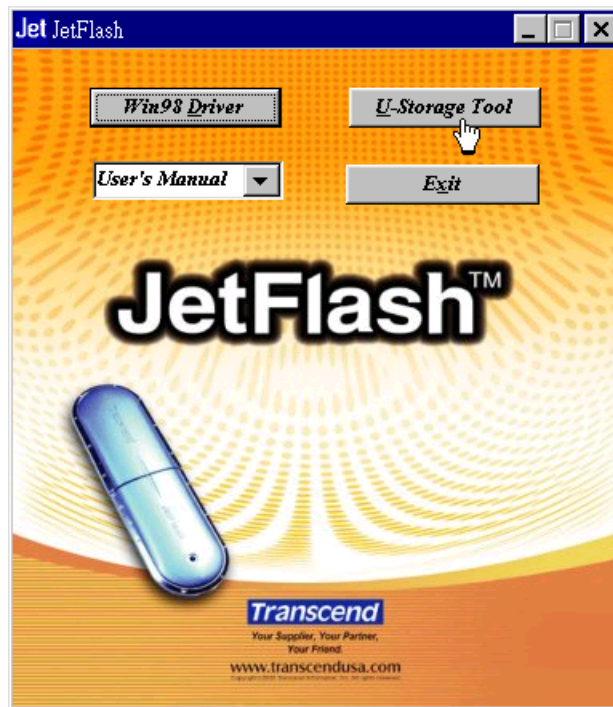 Jet JetFlash
Win98 Driver
U-Storage Tool
User's Manual
Exit
JetFlash™
Transcend
Your Supplier, Your Partner,
Your Friend.
www.transcendusa.com